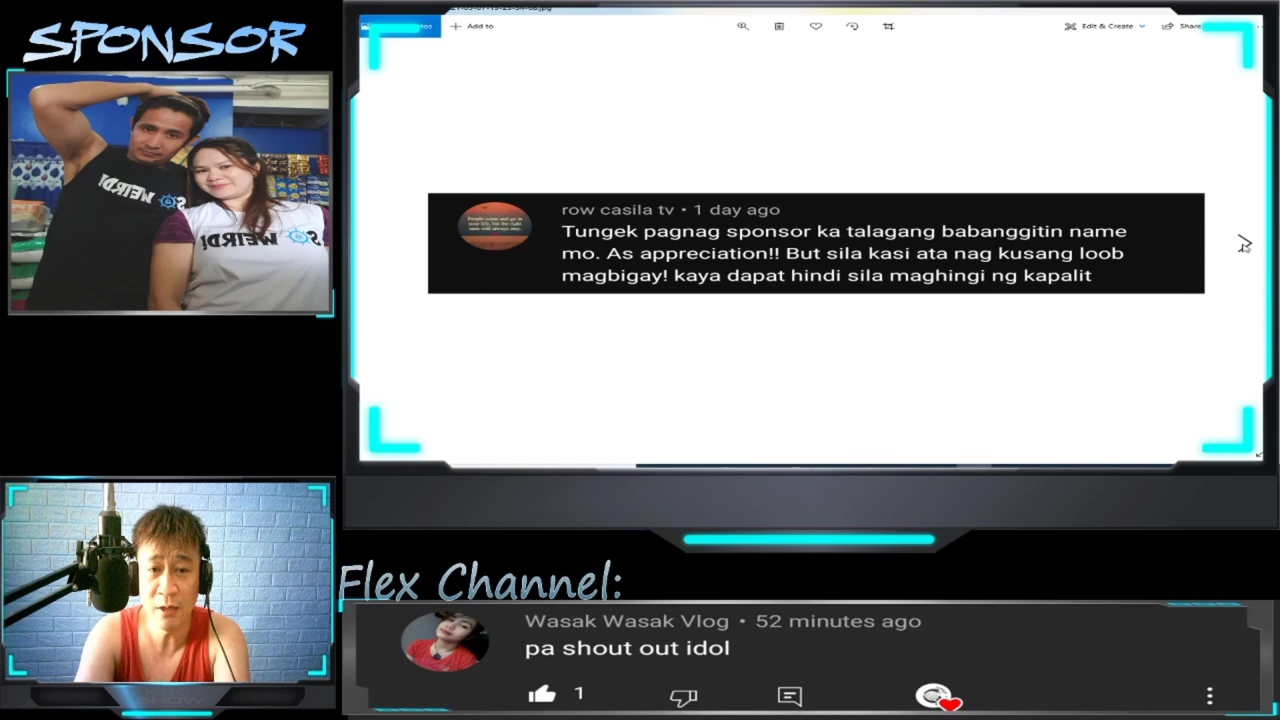 SPONSOR
Add to
Edit & Create
Share
row casila tv • 1 day ago
Tungek pagnag sponsor ka talagang babanggitin name
mo. As appreciation!! But sila kasi ata nag kusang loob
magbigay! kaya dapat hindi sila maghingi ng kapalit
WEIRD!
WEIRD!
Flex Channel:
Wasak Wasak Vlog • 52 minutes ago
pa shout out idol
1